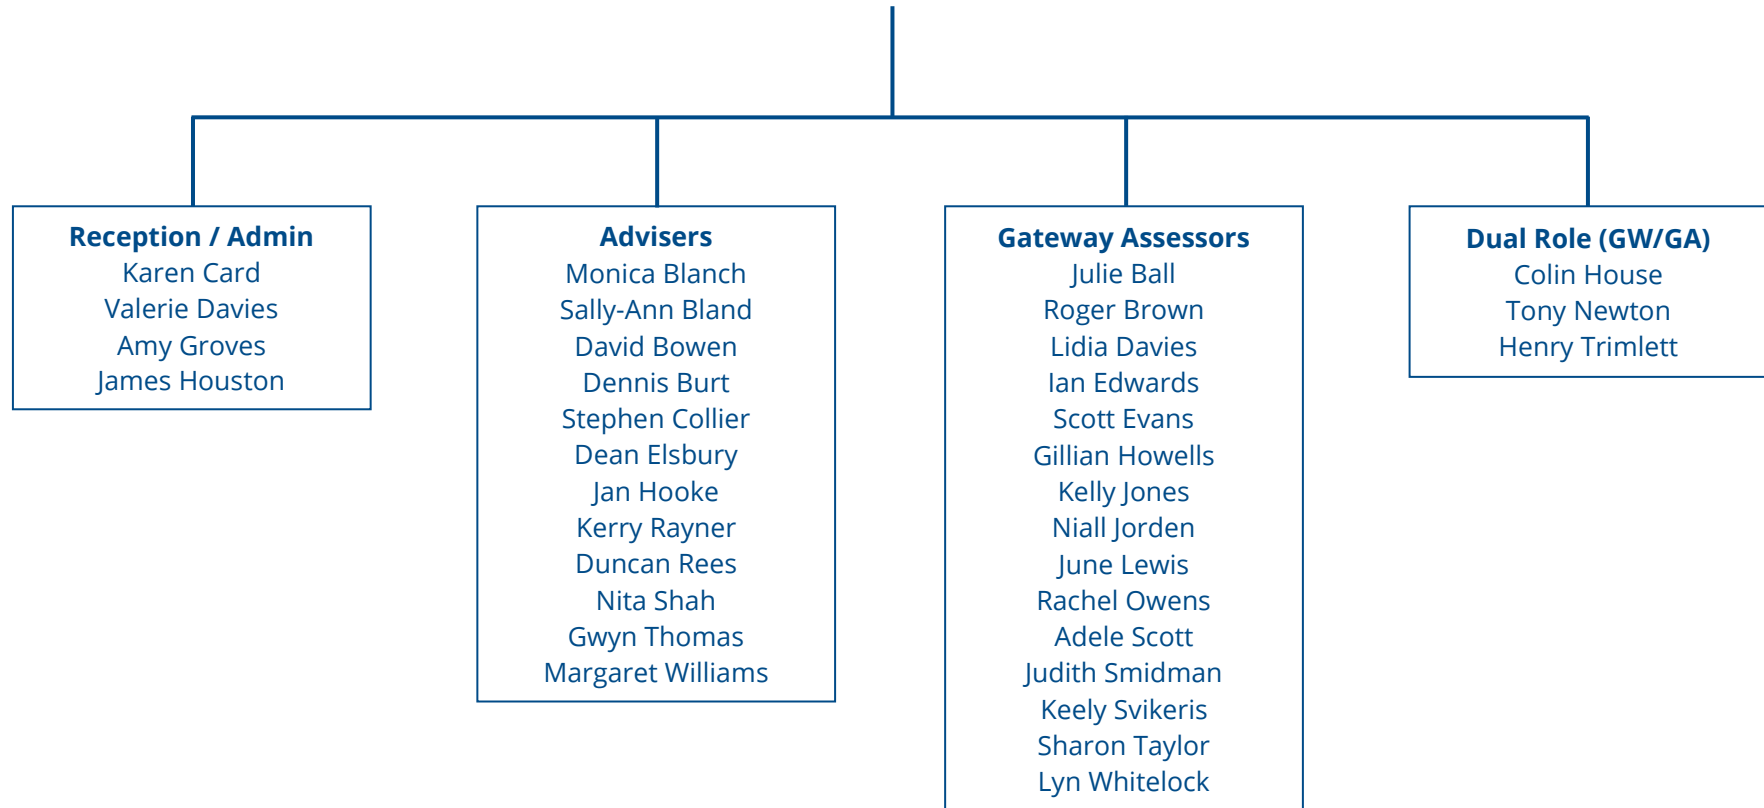 Reception / Admin
Karen Card
Valerie Davies
Amy Groves
James Houston
Advisers
Monica Blanch
Sally-Ann Bland
David Bowen
Dennis Burt
Stephen Collier
Dean Elsbury
Jan Hooke
Kerry Rayner
Duncan Rees
Nita Shah
Gwyn Thomas
Margaret Williams
Gateway Assessors
Julie Ball
Roger Brown
Lidia Davies
Ian Edwards
Scott Evans
Gillian Howells
Kelly Jones
Niall Jorden
June Lewis
Rachel Owens
Adele Scott
Judith Smidman
Keely Svikeris
Sharon Taylor
Lyn Whitelock
Dual Role (GW/GA)
Colin House
Tony Newton
Henry Trimlett